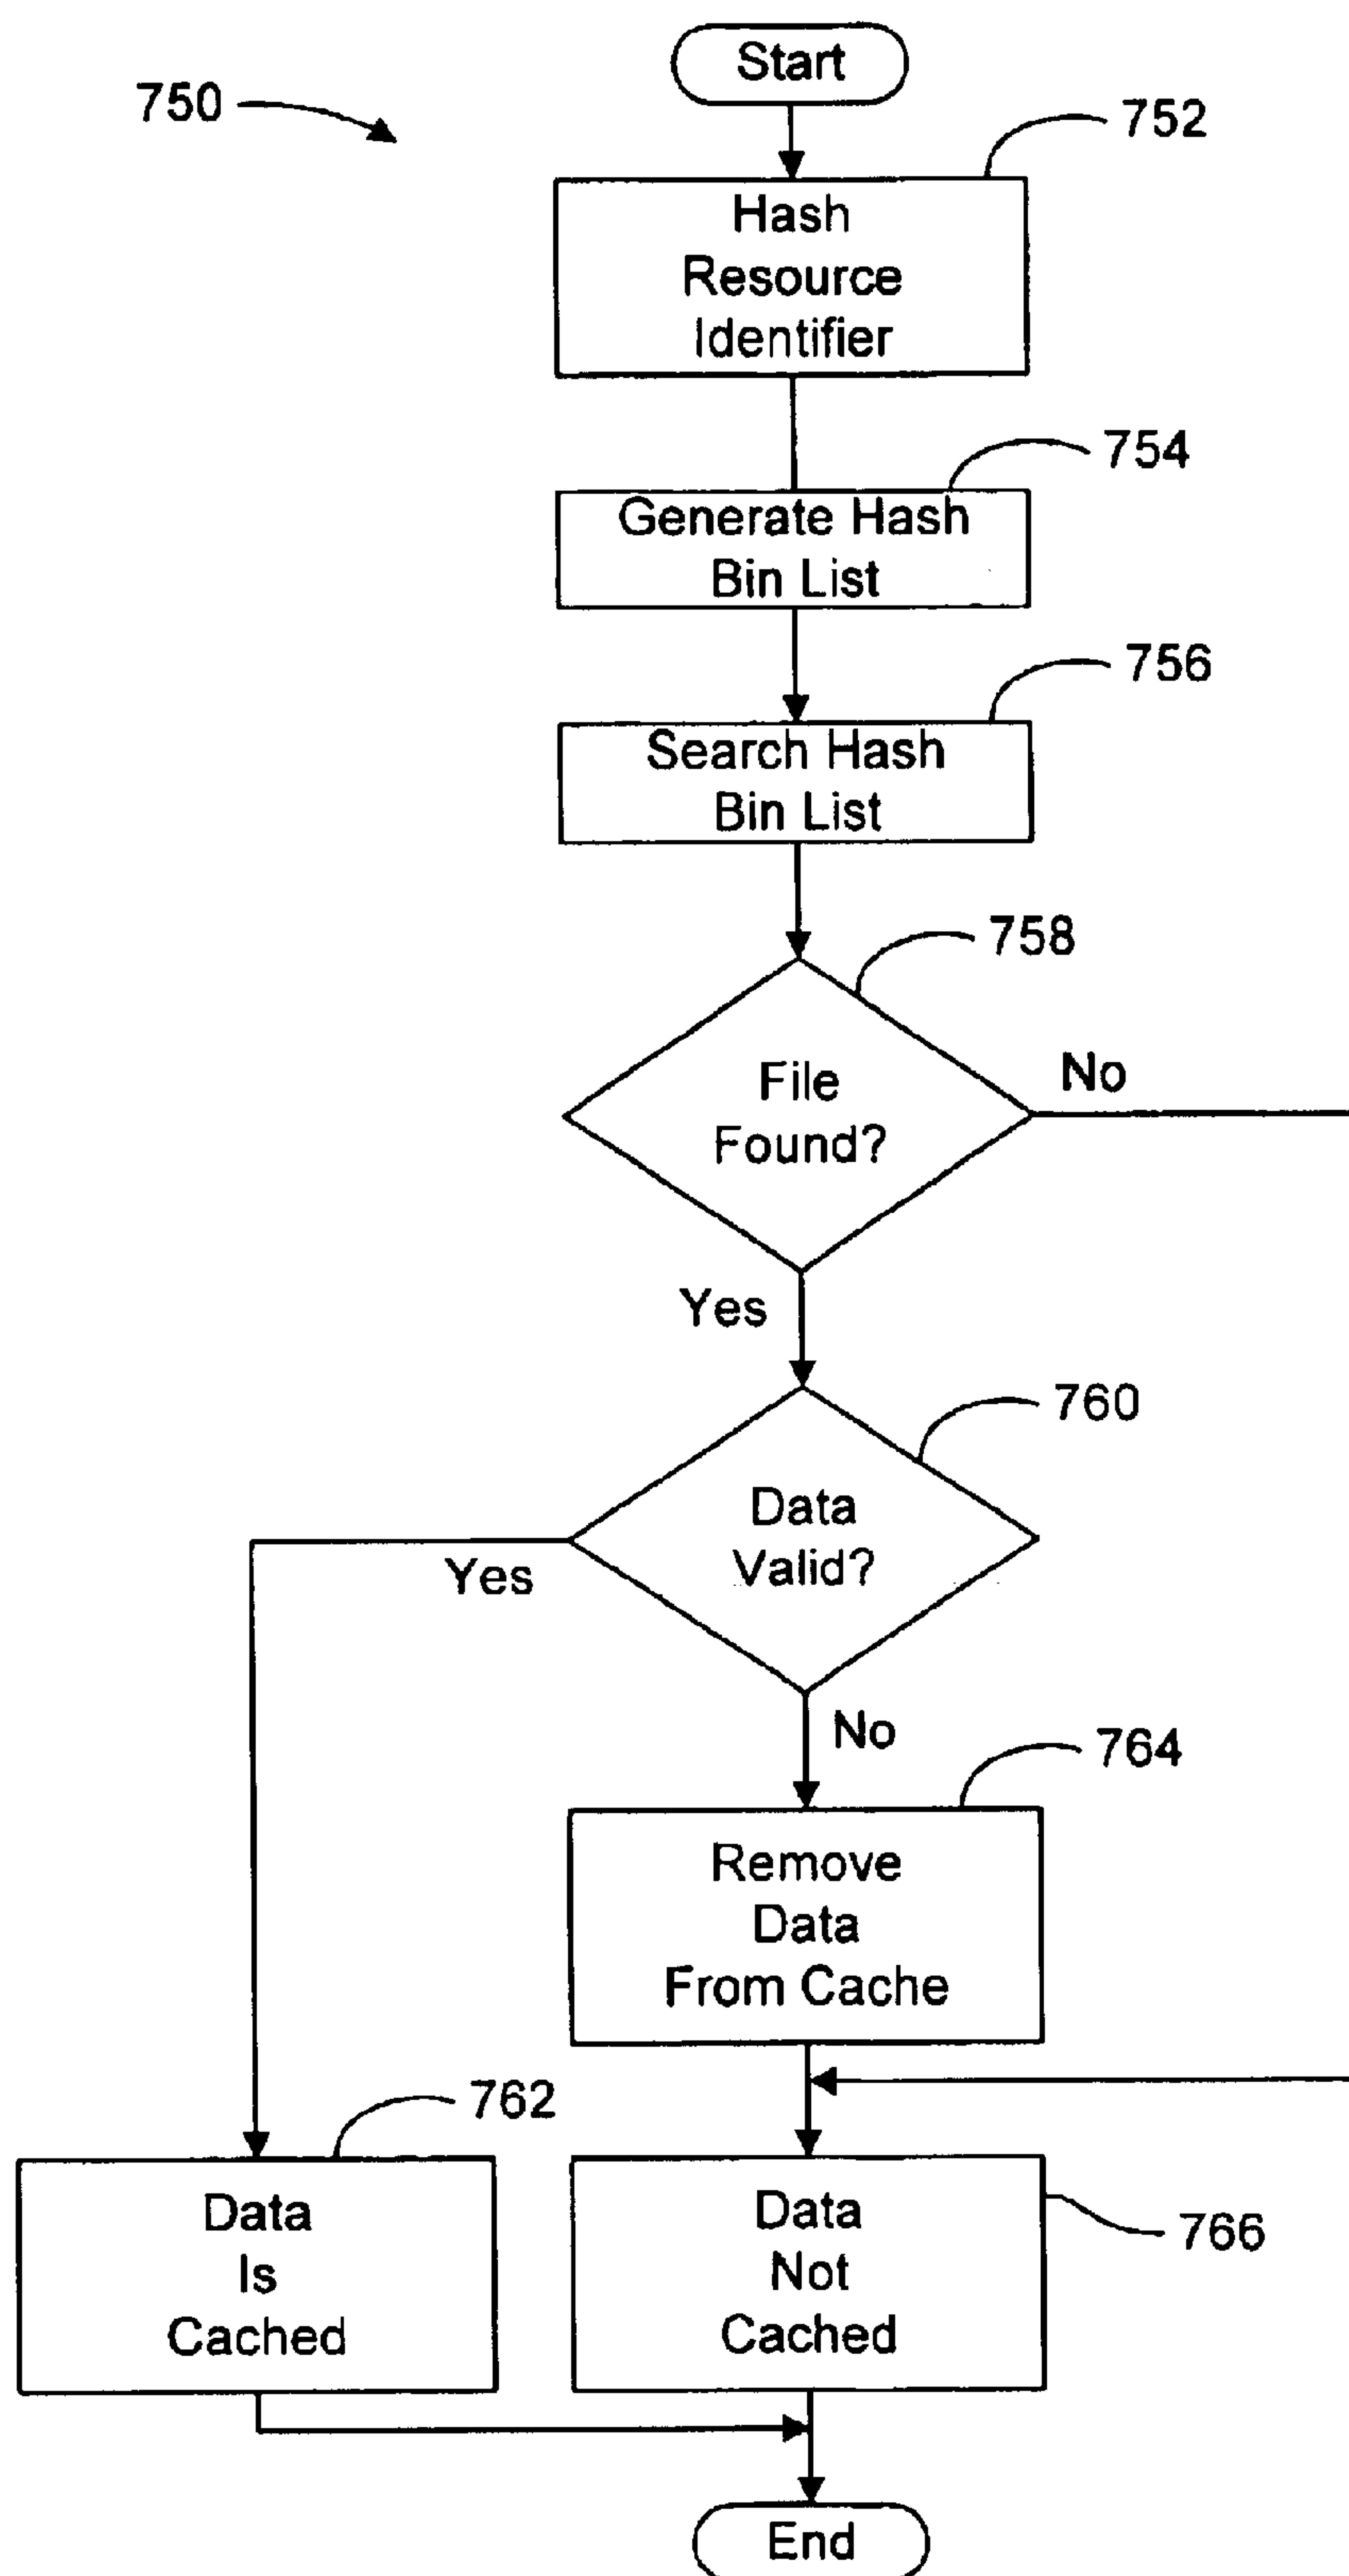 Start
750
752
Hash
Resource
Identifier
754
Generate Hash
Bin List
756
Search Hash
Bin List
758
File
Found?
No
Yes
760
Data
Valid?
Yes
No
764
Remove
Data
From Cache
762
Data
Is
Cached
Data
Not
Cached
766
End